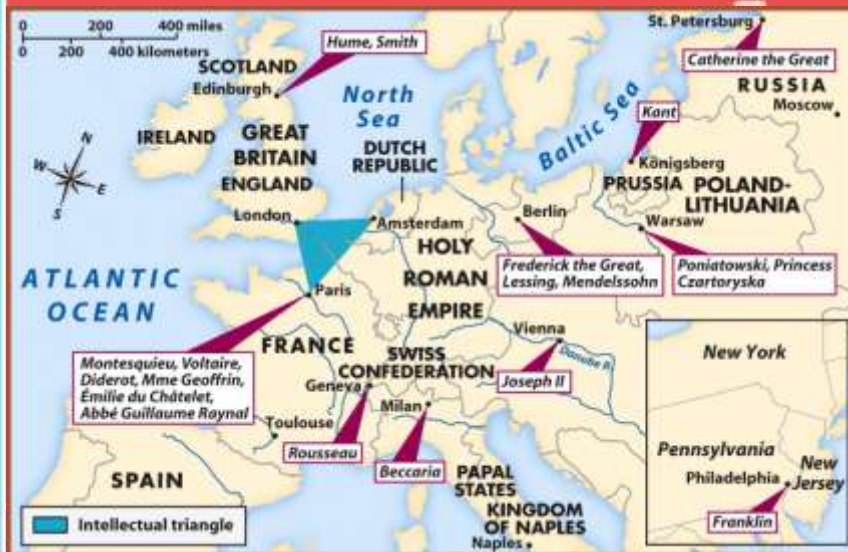 0 200 400 miles
0 200 400 kilometers
Hume, Smith
St. Petersburg
Catherine the Great
SCOTLAND
Edinburgh
RUSSIA
Moscow
North
Sea
Baltic Sea
Kant
IRELAND
GREAT
BRITAIN
DUTCH
REPUBLIC
Königsberg
PRUSSIA
POLAND-
LITHUANIA
N
W
E
S
ENGLAND
London
Amsterdam
Berlin
Warsaw
HOLY
ROMAN
EMPIRE
Frederick the Great,
Lessing, Mendelssohn
Poniatowski, Princess
Czartoryska
ATLANTIC
OCEAN
Paris
Vienna
Danube R.
New York
FRANCE
SWISS
CONFEDERATION
Joseph II
Montesquieu, Voltaire,
Diderot, Mme Geoffrin,
Émilie du Châtelet,
Abbé Guillaume Raynal
Geneva
Milan
Toulouse
Rousseau
Beccaria
Pennsylvania
Philadelphia
New
Jersey
Franklin
SPAIN
PAPAL
STATES
KINGDOM
OF NAPLES
Naples
Intellectual triangle